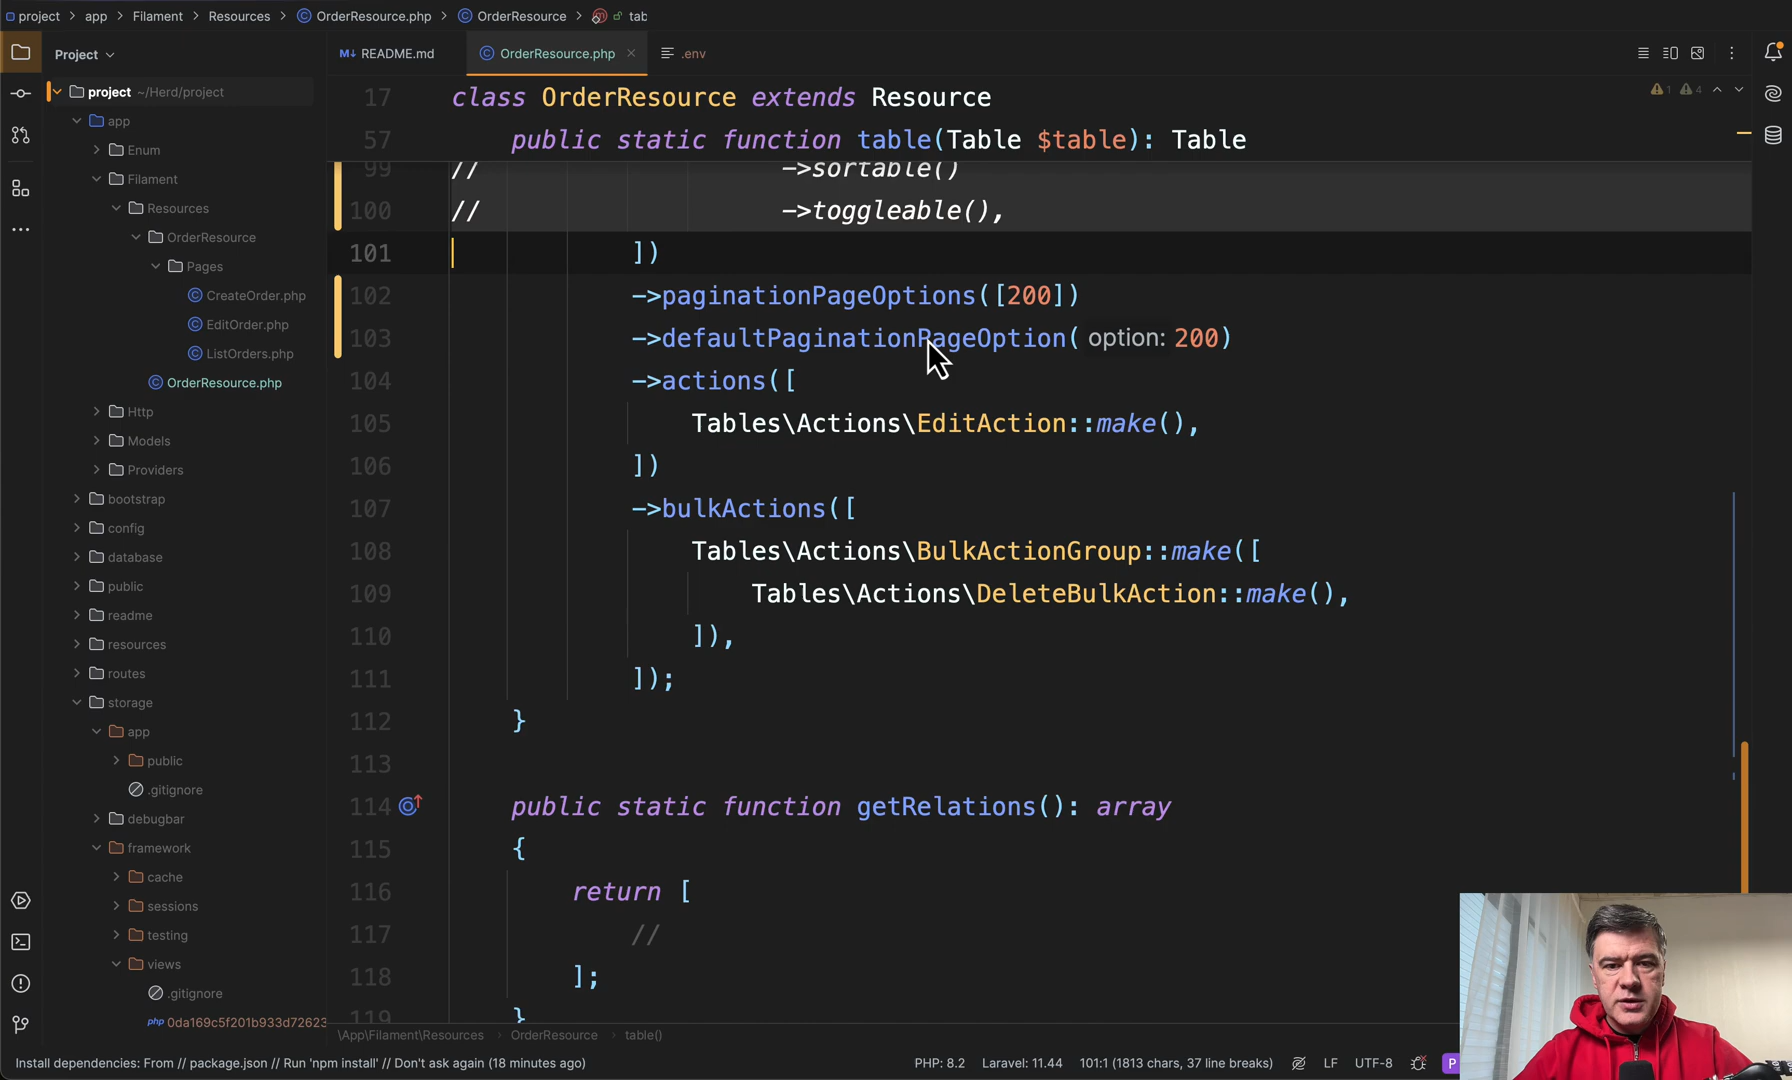 project > app > Filament > Resources > OrderResource.php > OrderResource > tab
Project
README.md
OrderResource.php
.env
project ~/Herd/project
app
Enum
Filament
Resources
OrderResource
Pages
CreateOrder.php
EditOrder.php
ListOrders.php
OrderResource.php
Http
Models
Providers
bootstrap
config
database
public
readme
resources
routes
storage
app
public
.gitignore
debugbar
framework
cache
sessions
testing
views
.gitignore
php 0da169c5f201b933d72623
1 4
17 class OrderResource extends Resource
57 public static function table(Table $table): Table
99 // ->sortable()
100 // ->toggleable(),
101 ])
102 ->paginationPageOptions([200])
103 ->defaultPaginationPageOption( option: 200)
104 ->actions([
105 Tables\Actions\EditAction::make(),
106 ])
107 ->bulkActions([
108 Tables\Actions\BulkActionGroup::make([
109 Tables\Actions\DeleteBulkAction::make(),
110 ]),
111 ]);
112 }
113
114 public static function getRelations(): array
115 {
116 return [
117 //
118 ];
119 }
\App\Filament\Resources > OrderResource > table()
Install dependencies: From // package.json // Run 'npm install' // Don't ask again (18 minutes ago)
PHP: 8.2 Laravel: 11.44 101:1 (1813 chars, 37 line breaks) LF UTF-8 P